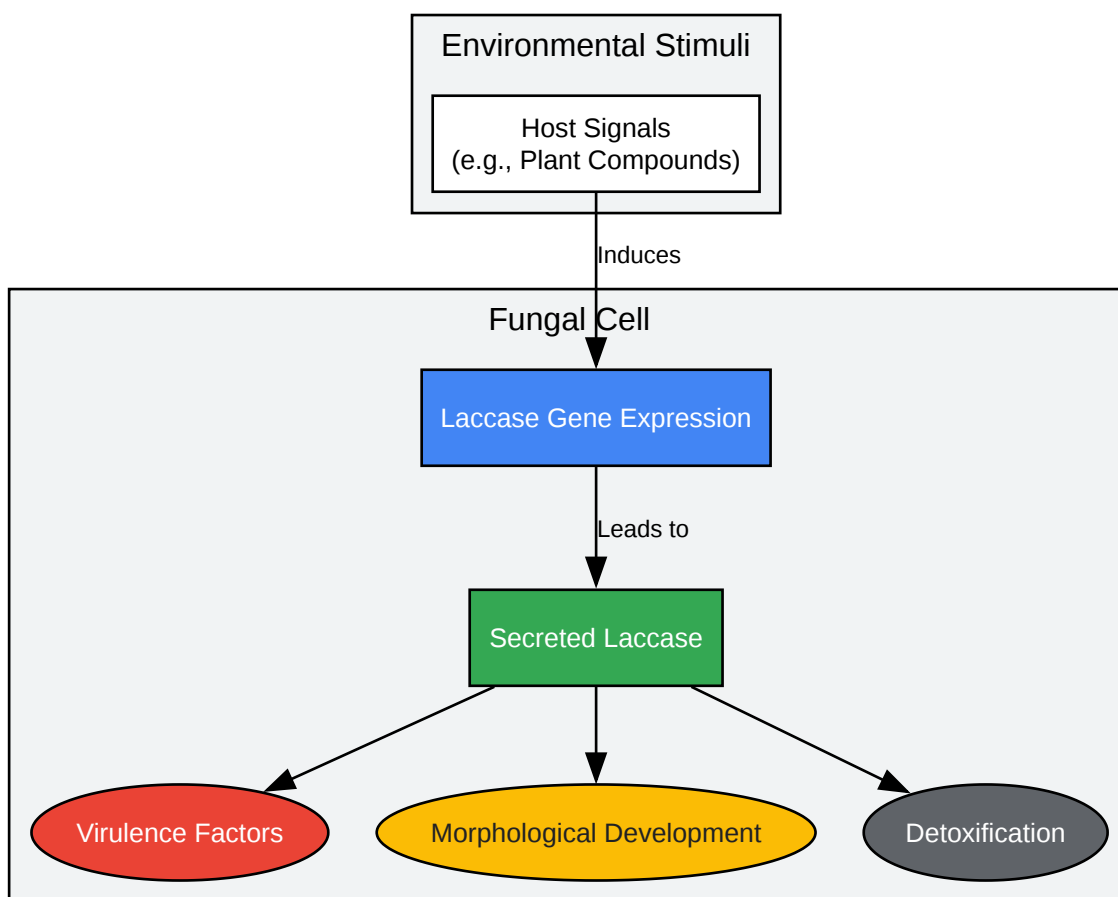 Environmental Stimuli
Host Signals
(e.g., Plant Compounds)
Induces
Fungal Cell
Laccase Gene Expression
Leads to
Secreted Laccase
Virulence Factors
Morphological Development
Detoxification